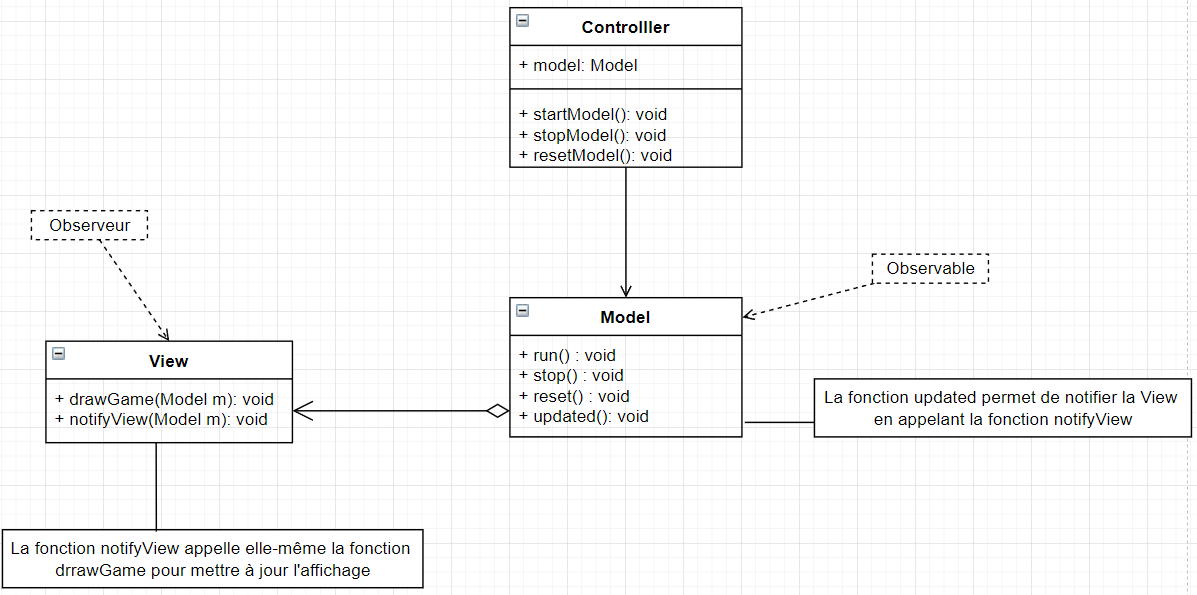 Controlller
+ model: Model
+ startModel(): void
+ stopModel(): void
+ resetModel(): void
Observeur
Observable
Model
+ run() : void
+ stop() : void
+ reset() : void
+ updated(): void
View
+ drawGame(Model m): void
+ notifyView(Model m): void
La fonction updated permet de notifier la View
en appelant la fonction notifyView
La fonction notifyView appelle elle-même la fonction
drrawGame pour mettre à jour l'affichage